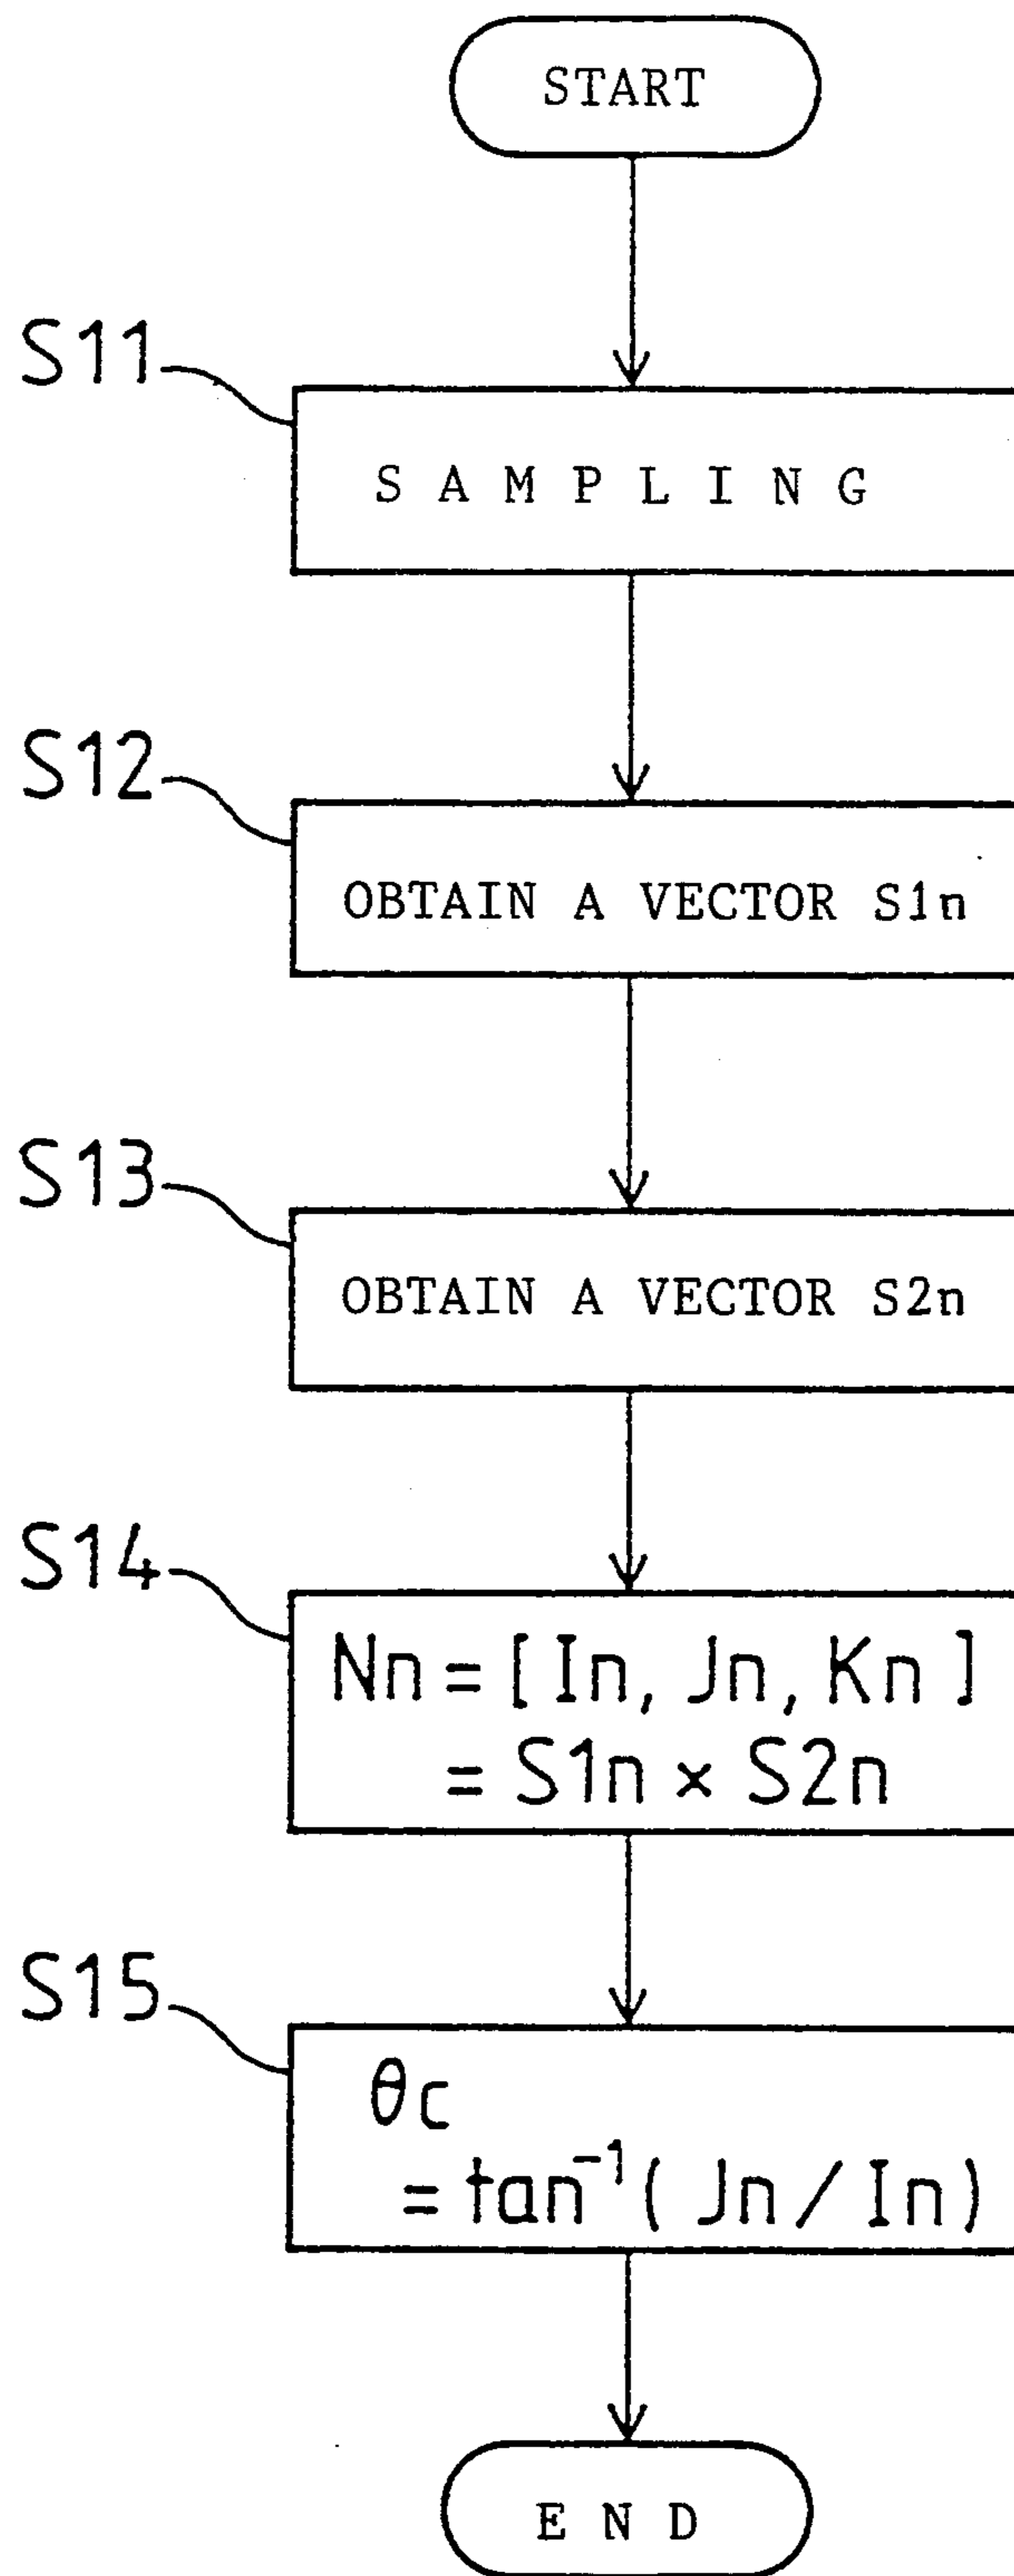 START
S11
SAMPLING
S12
OBTAIN A VECTOR S1n
S13
OBTAIN A VECTOR S2n
S14
Nn = [ In, Jn, Kn ]
= S1n × S2n
S15
θc
= tan⁻¹ ( Jn / In )
END